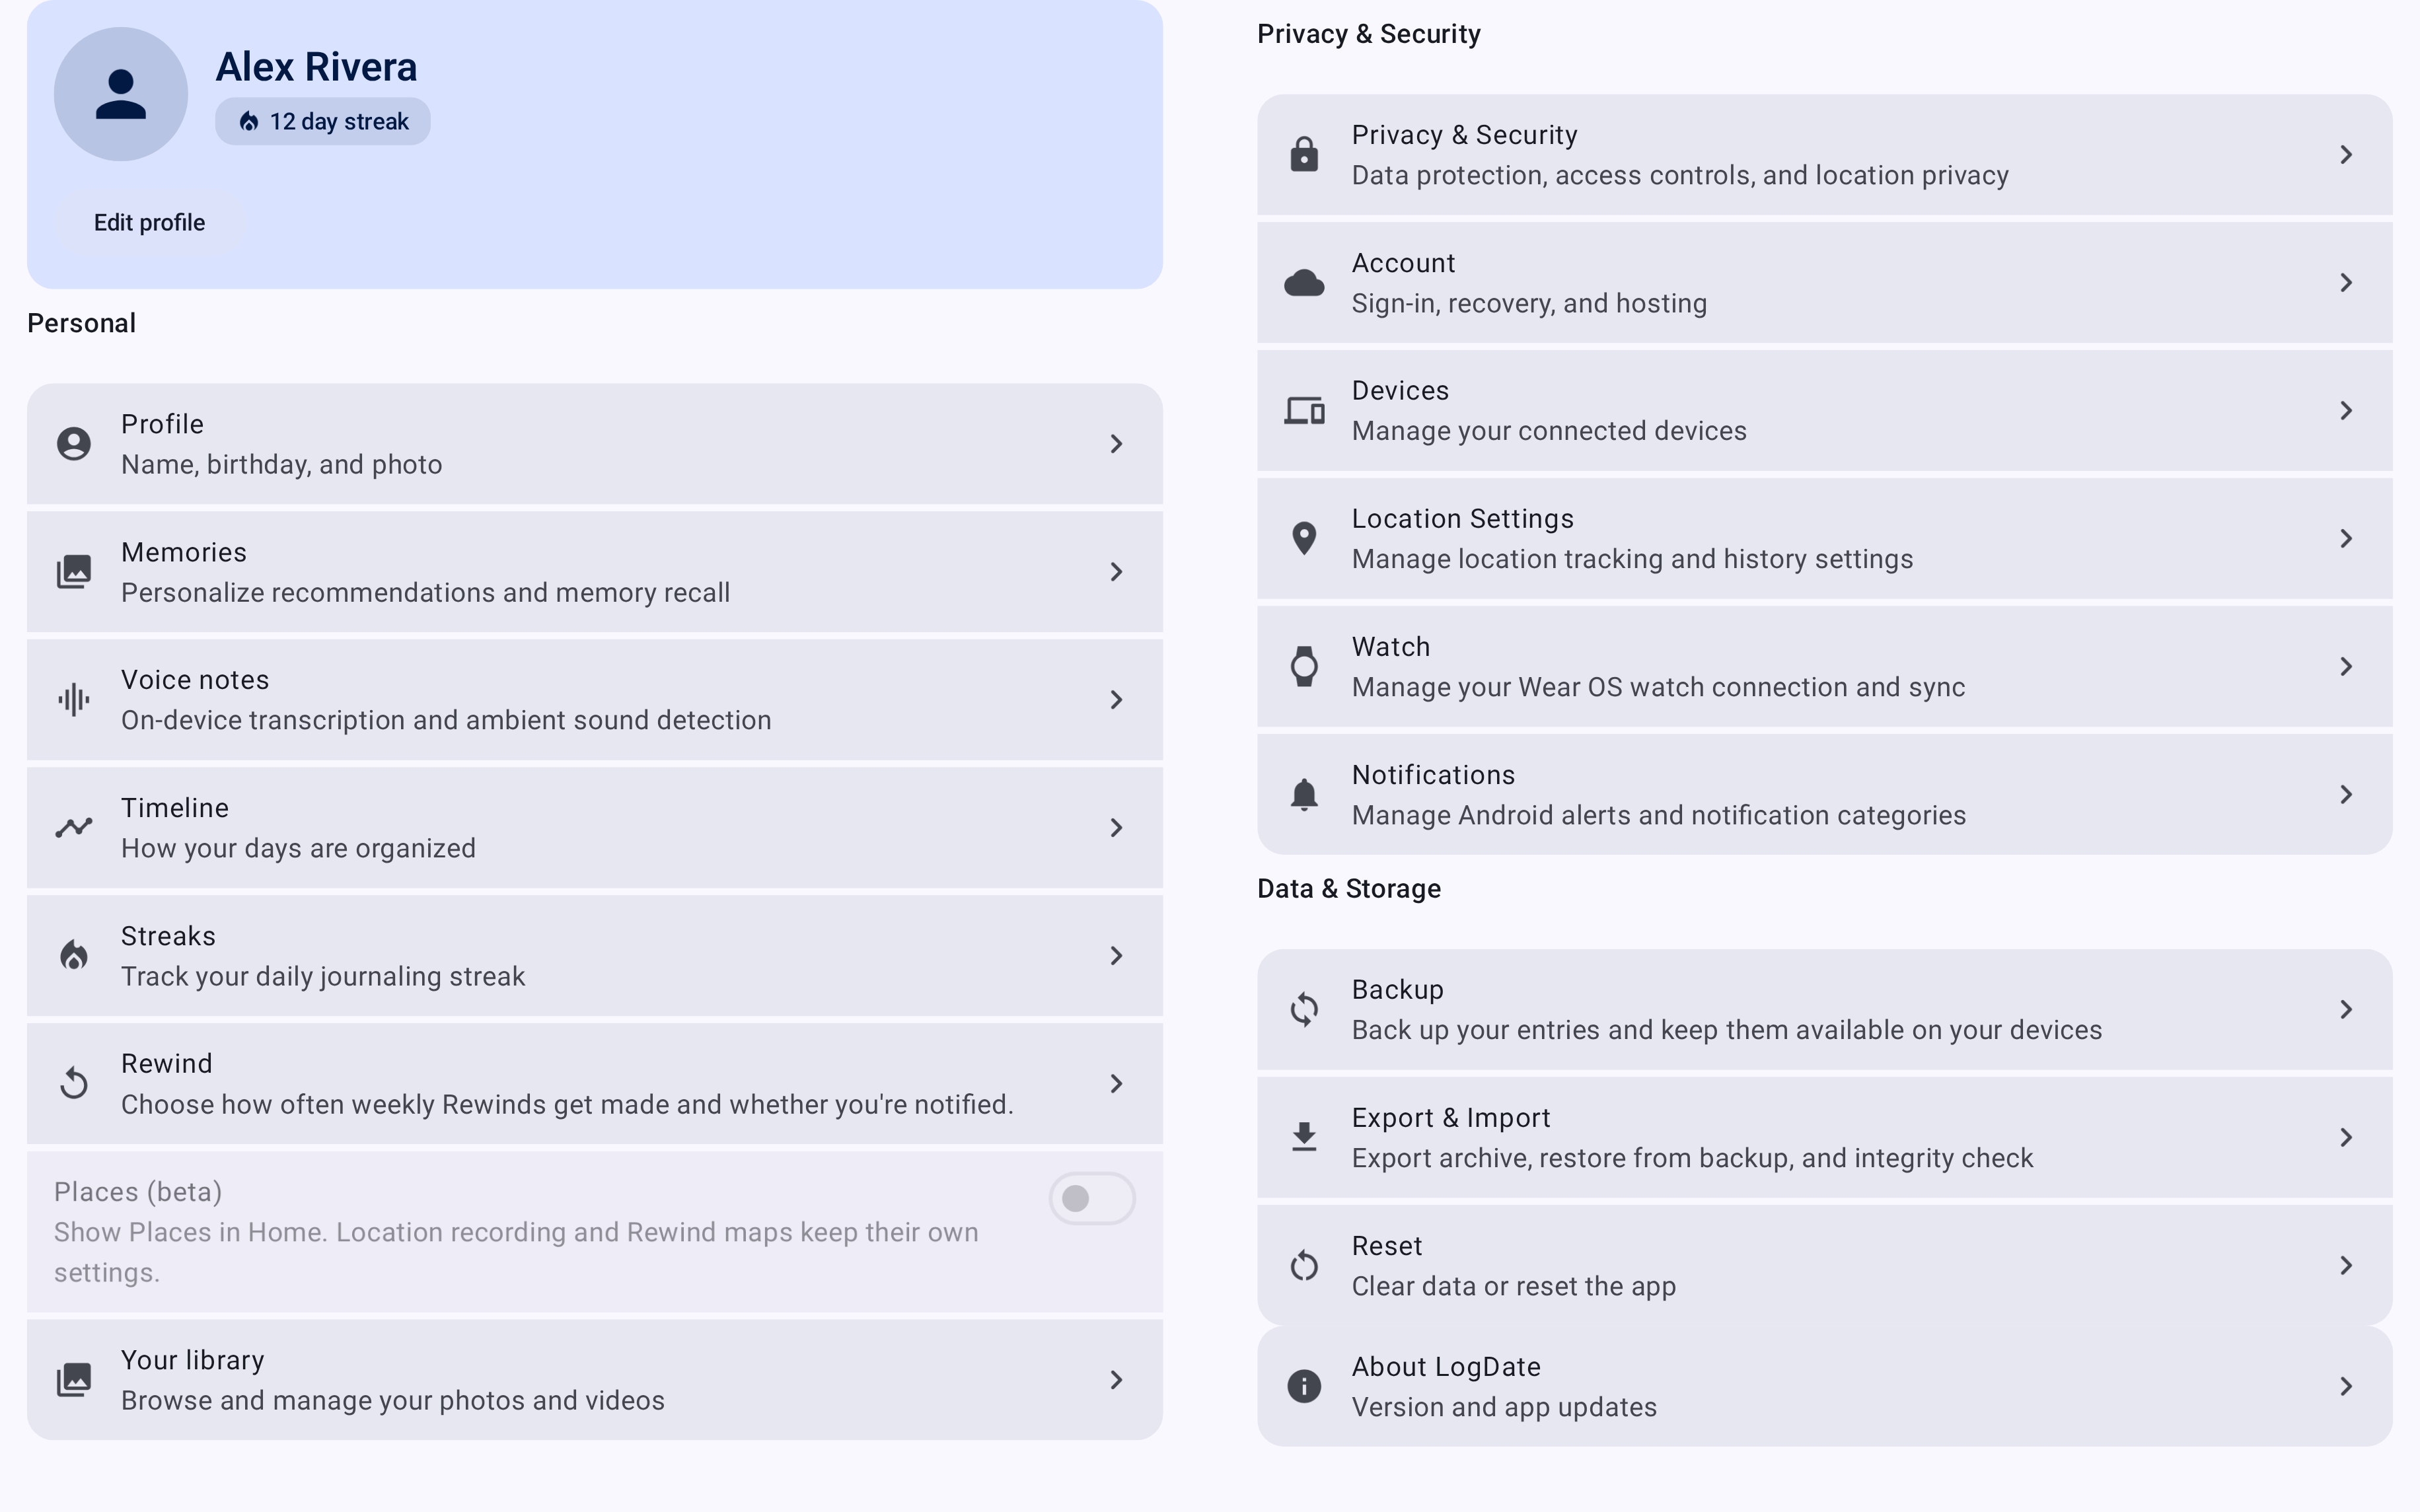 Alex Rivera
12 day streak
Edit profile
Personal
Profile
Name, birthday, and photo
Memories
Personalize recommendations and memory recall
Voice notes
On-device transcription and ambient sound detection
Timeline
How your days are organized
Streaks
Track your daily journaling streak
Rewind
Choose how often weekly Rewinds get made and whether you're notified.
Places (beta)
Show Places in Home. Location recording and Rewind maps keep their own
settings.
Your library
Browse and manage your photos and videos
Privacy & Security
Privacy & Security
Data protection, access controls, and location privacy
Account
Sign-in, recovery, and hosting
Devices
Manage your connected devices
Location Settings
Manage location tracking and history settings
Watch
Manage your Wear OS watch connection and sync
Notifications
Manage Android alerts and notification categories
Data & Storage
Backup
Back up your entries and keep them available on your devices
Export & Import
Export archive, restore from backup, and integrity check
Reset
Clear data or reset the app
About LogDate
Version and app updates